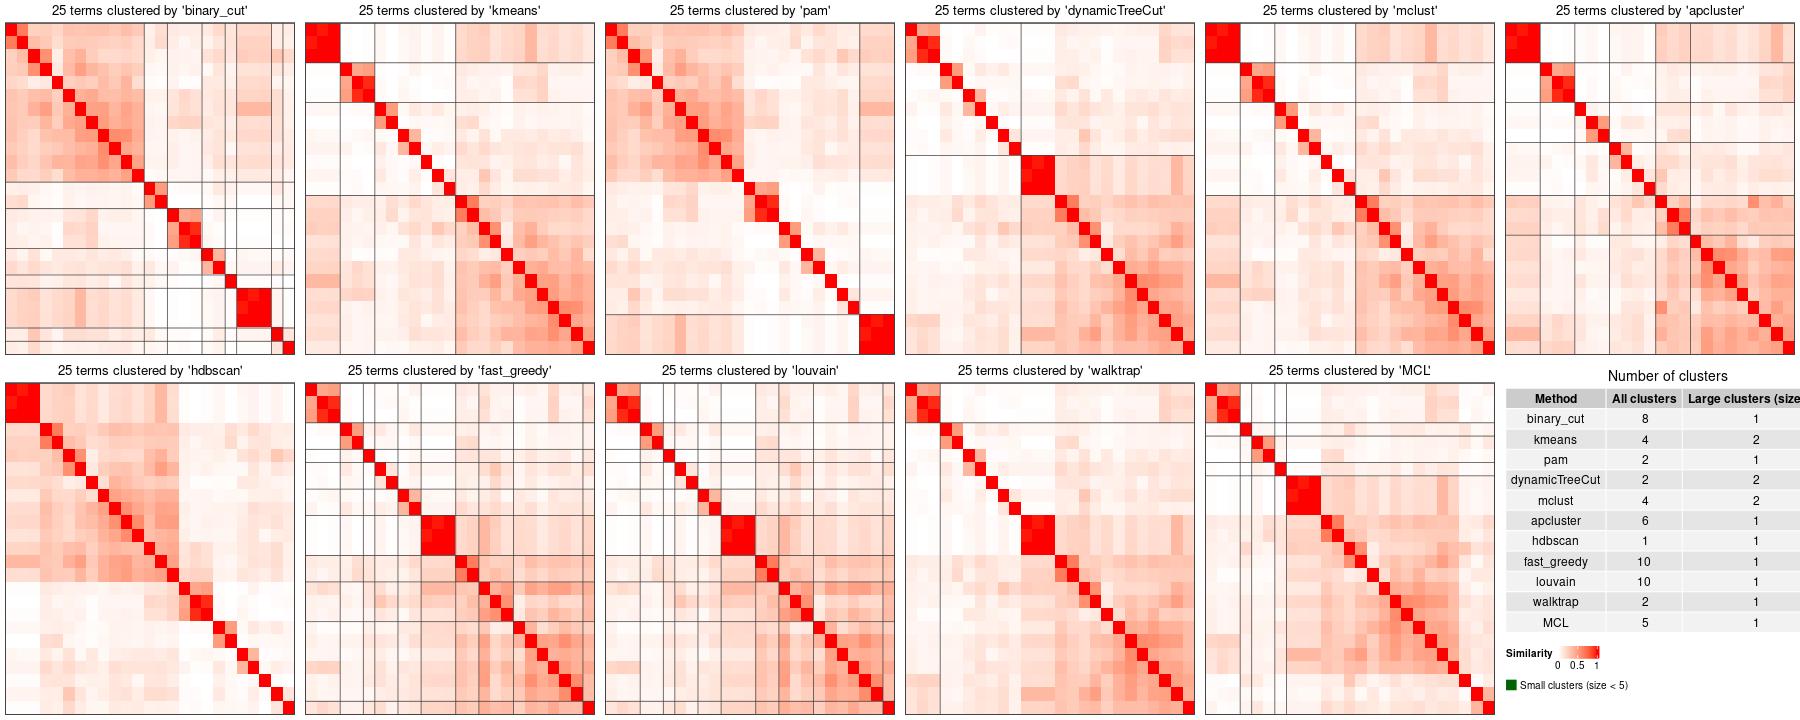 25 terms clustered by 'binary_cut'
25 terms clustered by 'kmeans'
25 terms clustered by 'pam'
25 terms clustered by 'dynamicTreeCut'
25 terms clustered by 'mclust'
25 terms clustered by 'apcluster'
25 terms clustered by 'hdbscan'
25 terms clustered by 'fast_greedy'
25 terms clustered by 'louvain'
25 terms clustered by 'walktrap'
25 terms clustered by 'MCL'
Number of clusters
Method All clusters Large clusters (size
binary_cut 8 1
kmeans 4 2
pam 2 1
dynamicTreeCut 2 2
mclust 4 2
apcluster 6 1
hdbscan 1 1
fast_greedy 10 1
louvain 10 1
walktrap 2 1
MCL 5 1
Similarity
0 0.5 1
Small clusters (size < 5)